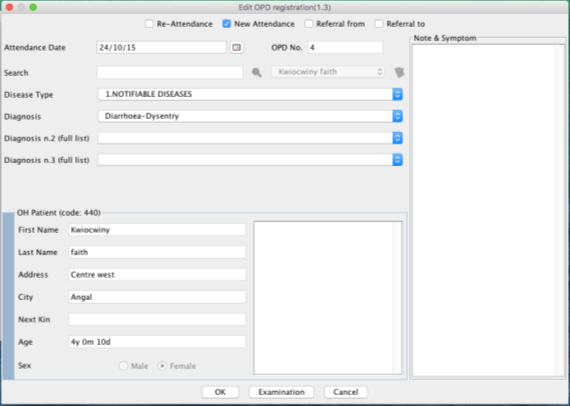 Edit OPD registration(1.3)
Re-Attendance New Attendance Referral from Referral to
Note & Symptom
Attendance Date 24/10/15 OPD No. 4
Search Kwiocwiny faith
Disease Type 1.NOTIFIABLE DISEASES
Diagnosis Diarrhoea-Dysentry
Diagnosis n.2 (full list)
Diagnosis n.3 (full list)
OH Patient (code: 440)
First Name Kwiocwiny
Last Name faith
Address Centre west
City Angal
Next Kin
Age 4y 0m 10d
Sex Male Female
OK Examination Cancel